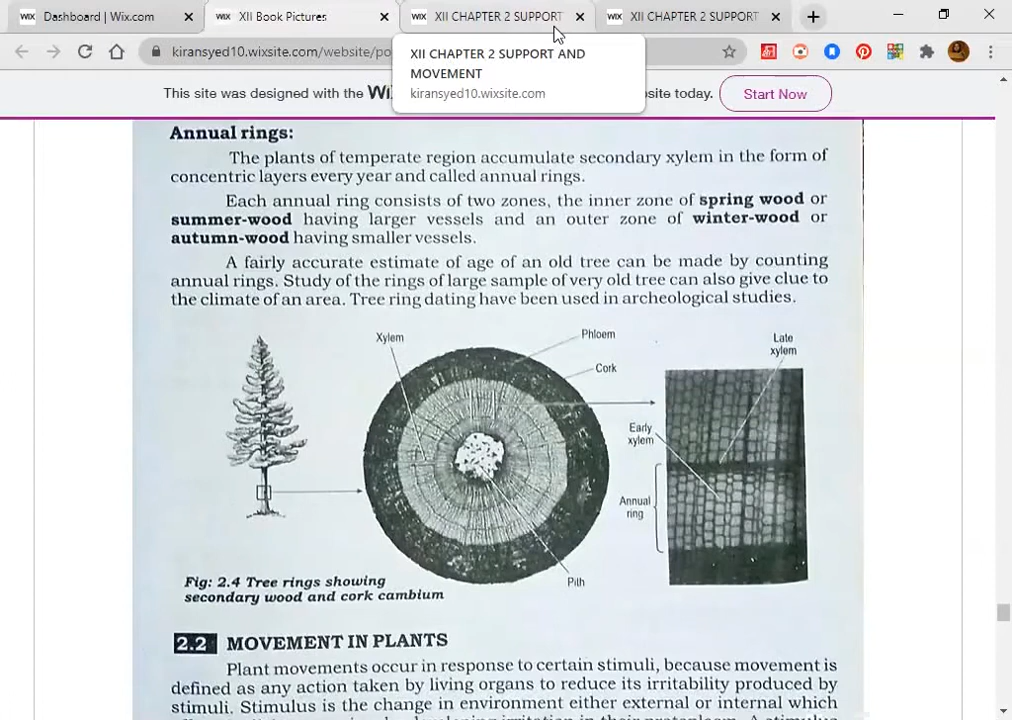 WIX Dashboard | Wix.com
WIX XII Book Pictures
WIX XII CHAPTER 2 SUPPORT
WIX XII CHAPTER 2 SUPPORT
kiransyed10.wixsite.com/website/po
XII CHAPTER 2 SUPPORT AND
MOVEMENT
kiransyed10.wixsite.com
This site was designed with the Wix site today.
Start Now
Annual rings:
The plants of temperate region accumulate secondary xylem in the form of
concentric layers every year and called annual rings.
Each annual ring consists of two zones, the inner zone of spring wood or
summer-wood having larger vessels and an outer zone of winter-wood or
autumn-wood having smaller vessels.
A fairly accurate estimate of age of an old tree can be made by counting
annual rings. Study of the rings of large sample of very old tree can also give clue to
the climate of an area. Tree ring dating have been used in archeological studies.
Xylem
Phloem
Cork
Late
xylem
Early
xylem
Annual
ring
Pith
Fig: 2.4 Tree rings showing
secondary wood and cork cambium
2.2 MOVEMENT IN PLANTS
Plant movements occur in response to certain stimuli, because movement is
defined as any action taken by living organs to reduce its irritability produced by
stimuli. Stimulus is the change in environment either external or internal which